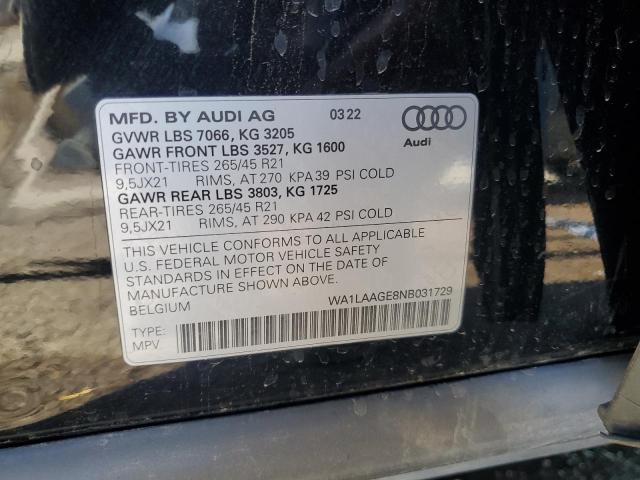 MFD. BY AUDI AG 03 22
GVWR LBS 7066, KG 3205
GAWR FRONT LBS 3527, KG 1600
Audi
FRONT-TIRES 265/45 R21
9,5JX21 RIMS, AT 270 KPA 39 PSI COLD
GAWR REAR LBS 3803, KG 1725
REAR-TIRES 265/45 R21
9,5JX21 RIMS, AT 290 KPA 42 PSI COLD
THIS VEHICLE CONFORMS TO ALL APPLICABLE
U.S. FEDERAL MOTOR VEHICLE SAFETY
STANDARDS IN EFFECT ON THE DATE OF
MANUFACTURE SHOWN ABOVE.
BELGIUM WA1LAAGE8NB031729
TYPE:
MPV